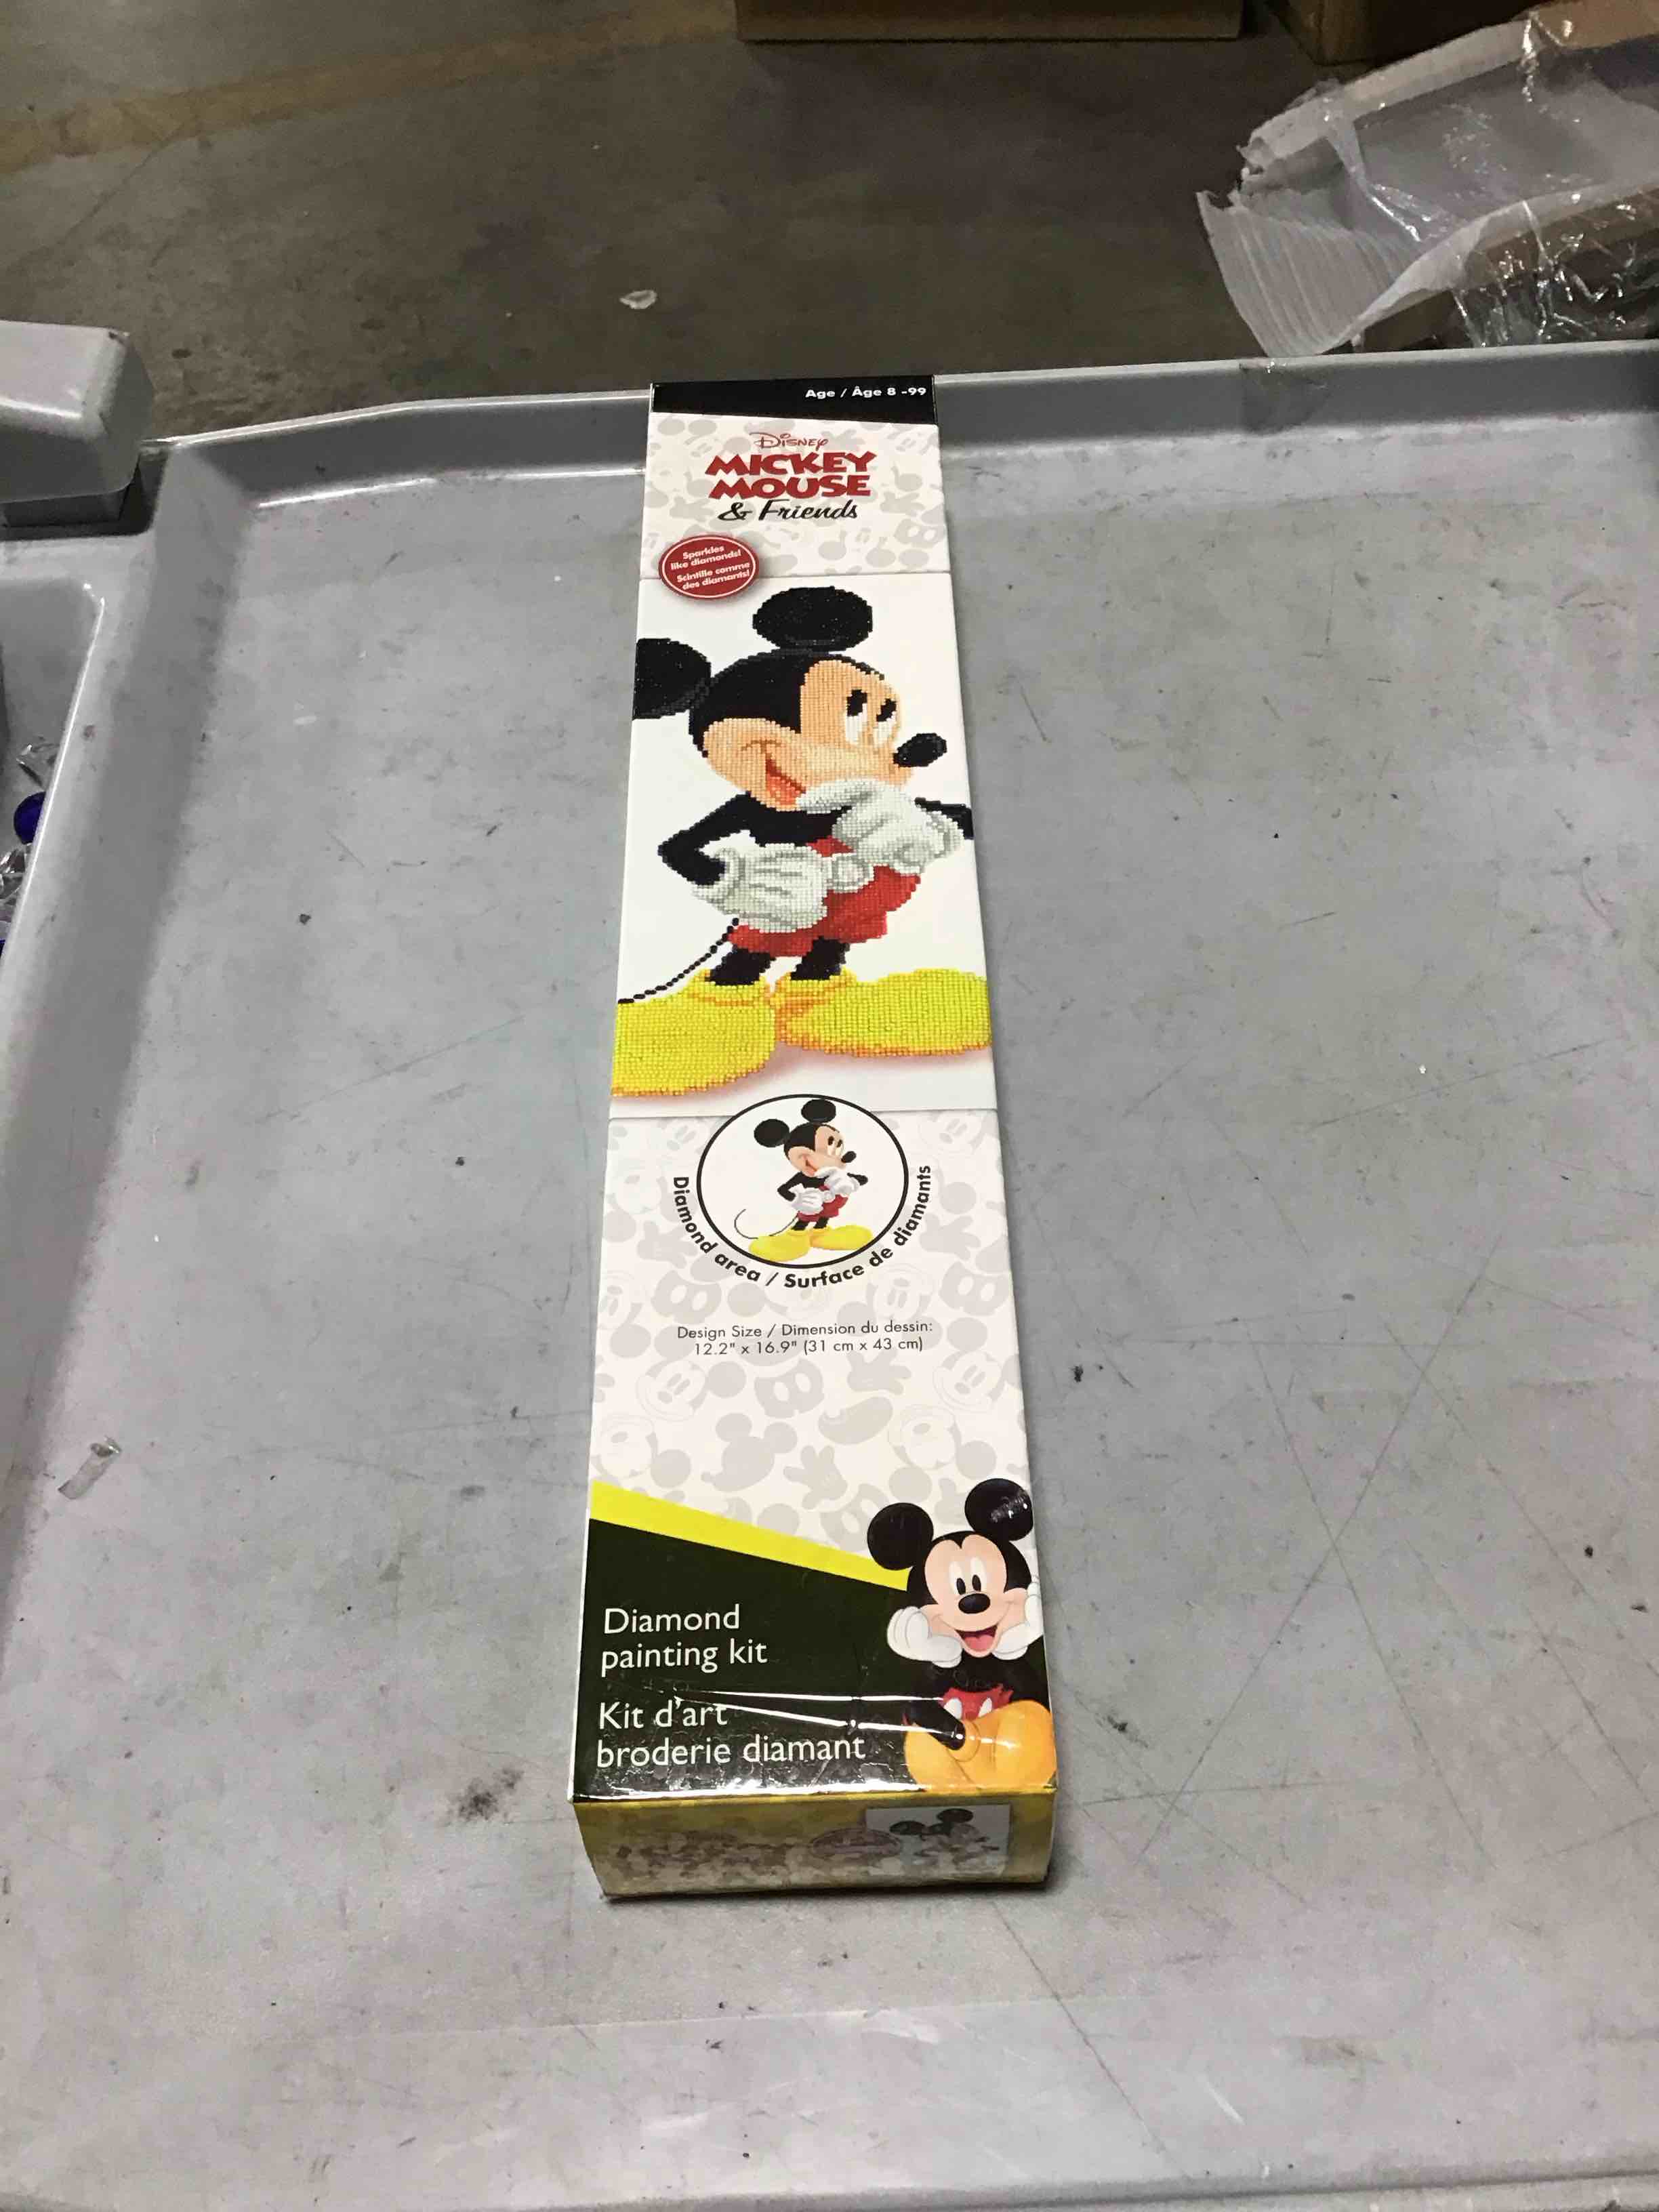 Age / Âge 8 -99
Disney
MICKEY
MOUSE
& Friends
Sparkles
like diamonds!
Scintille comme
des diamants!
Diamond area / Surface de diamants
Design Size / Dimension du dessin:
12.2" x 16.9" (31 cm x 43 cm)
Diamond
painting kit
Kit d'art
broderie diamant